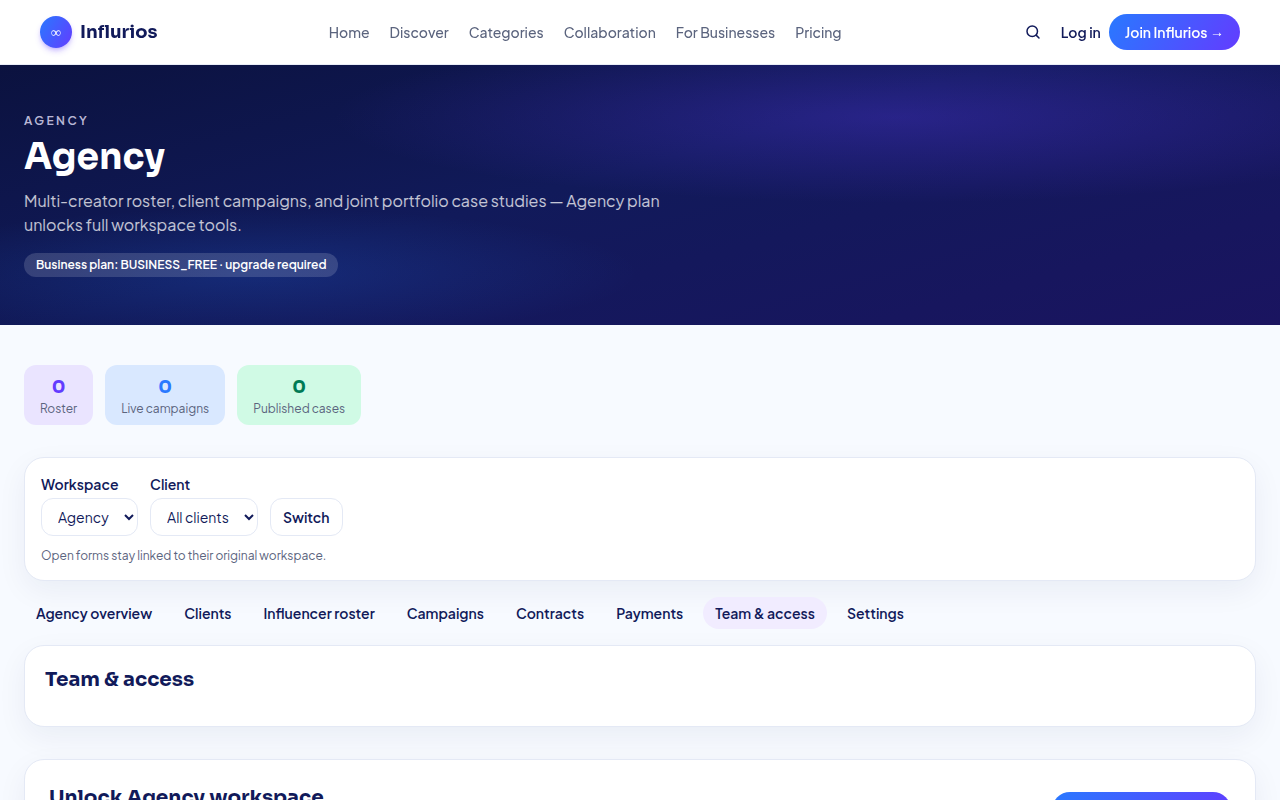 ∞ Influrios
Home Discover Categories Collaboration For Businesses Pricing
Log in Join Influrios →
AGENCY
Agency
Multi-creator roster, client campaigns, and joint portfolio case studies — Agency plan
unlocks full workspace tools.
Business plan: BUSINESS_FREE · upgrade required
0 0 0
Roster Live campaigns Published cases
Workspace Client
Agency All clients Switch
Open forms stay linked to their original workspace.
Agency overview Clients Influencer roster Campaigns Contracts Payments Team & access Settings
Team & access
Unlock Agency workspace